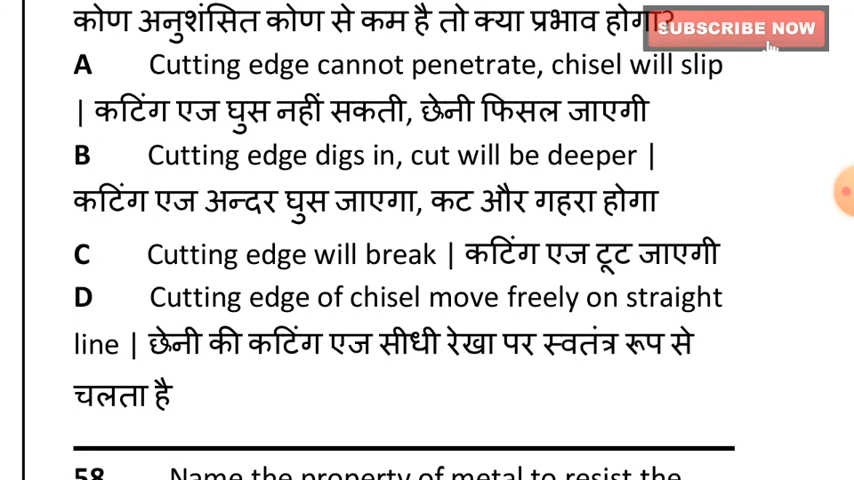 कोण अनुशंसित कोण से कम है तो क्या प्रभाव होगा?
SUBSCRIBE NOW
A Cutting edge cannot penetrate, chisel will slip
| कटिंग एज घुस नहीं सकती, छेनी फिसल जाएगी
B Cutting edge digs in, cut will be deeper |
कटिंग एज अन्दर घुस जाएगा, कट और गहरा होगा
C Cutting edge will break | कटिंग एज टूट जाएगी
D Cutting edge of chisel move freely on straight
line | छेनी की कटिंग एज सीधी रेखा पर स्वतंत्र रूप से
चलता है
58 Name the property of metal to resist the